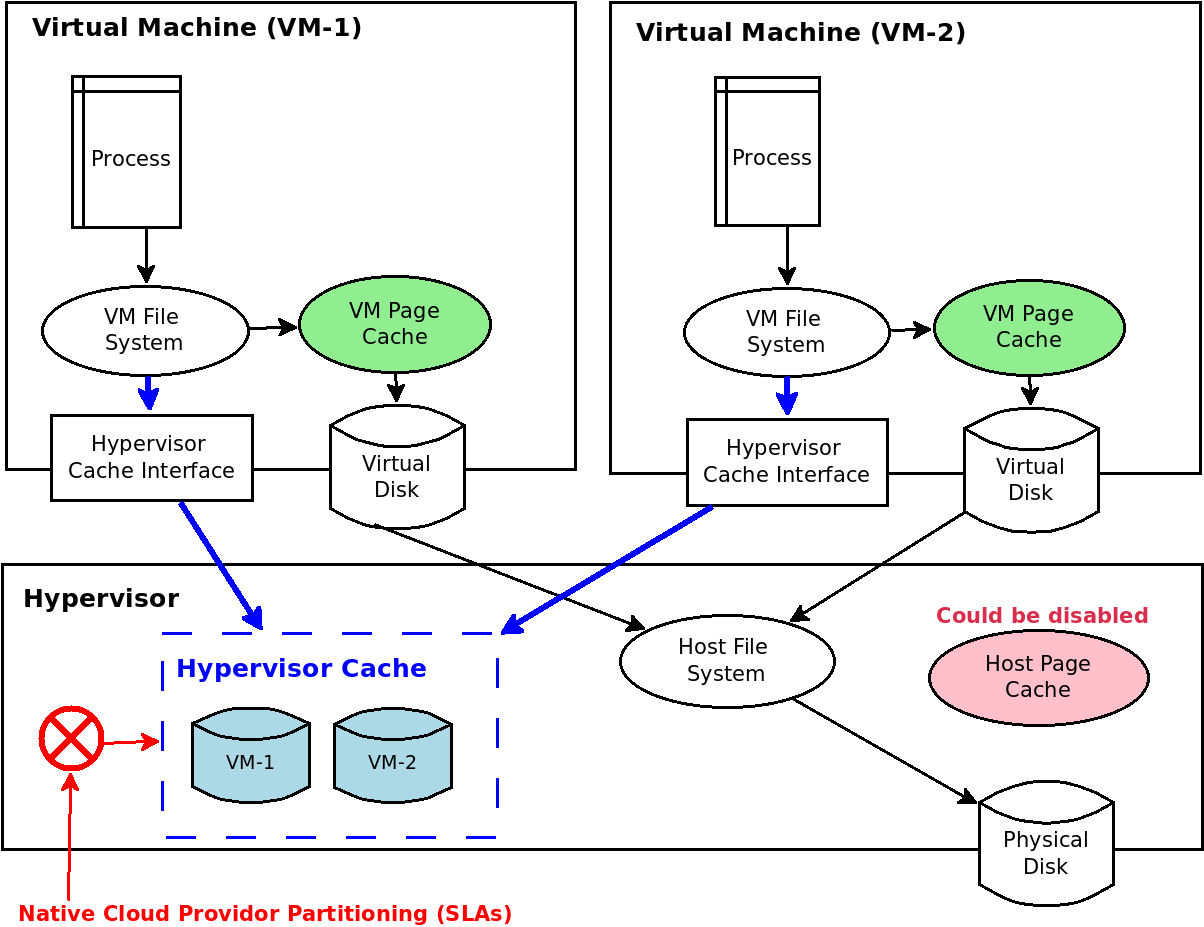 Virtual Machine (VM-1)
Process
VM File
System
VM Page
Cache
Hypervisor
Cache Interface
Virtual
Disk
Virtual Machine (VM-2)
Process
VM File
System
VM Page
Cache
Hypervisor
Cache Interface
Virtual
Disk
Hypervisor
Hypervisor Cache
VM-1
VM-2
Host File
System
Could be disabled
Host Page
Cache
Physical
Disk
Native Cloud Providor Partitioning (SLAs)